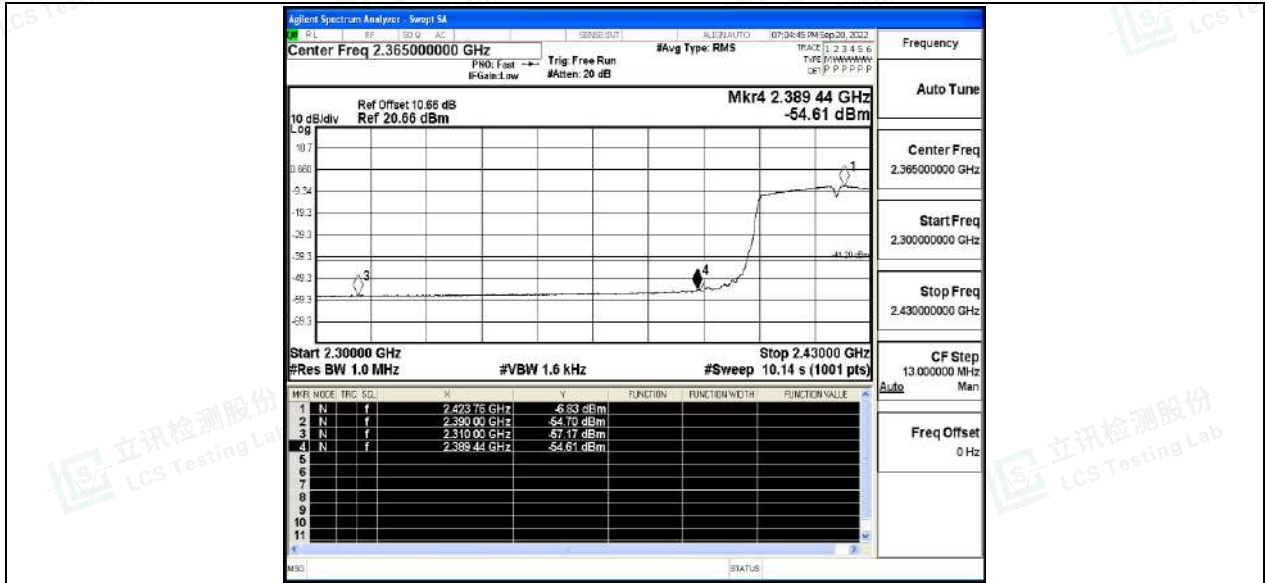 Agilent Spectrum Analyzer - Swept SA
RL RF 50 Ω AC SENSE:INT ALIGNAUTO 07:04:45 PM Sep 20, 2022
Center Freq 2.365000000 GHz
PNO: Fast
IFGain:Low
Trig: Free Run
#Atten: 20 dB
#Avg Type: RMS
TRACE 1 2 3 4 5 6
TYPE MWWWWW
DET P P P P P P
Ref Offset 10.66 dB
10 dB/div Ref 20.66 dBm
Log
Mkr4 2.389 44 GHz
-54.61 dBm
10.7
0.660
-9.34
-19.3
-29.3
-39.3
-49.3
-59.3
-69.3
-41.20 dBm
1
3
4
Start 2.30000 GHz Stop 2.43000 GHz
#Res BW 1.0 MHz #VBW 1.6 kHz #Sweep 10.14 s (1001 pts)
MKR MODE TRC SCL X Y FUNCTION FUNCTION WIDTH FUNCTION VALUE
1 N f 2.423 76 GHz -6.83 dBm
2 N f 2.390 00 GHz -54.70 dBm
3 N f 2.310 00 GHz -57.17 dBm
4 N f 2.389 44 GHz -54.61 dBm
5
6
7
8
9
10
11
MSG STATUS
Frequency
Auto Tune
Center Freq
2.365000000 GHz
Start Freq
2.300000000 GHz
Stop Freq
2.430000000 GHz
CF Step
13.000000 MHz
Auto Man
Freq Offset
0 Hz
立讯检测股份
LCS Testing Lab
立讯检测股份
LCS Testing Lab